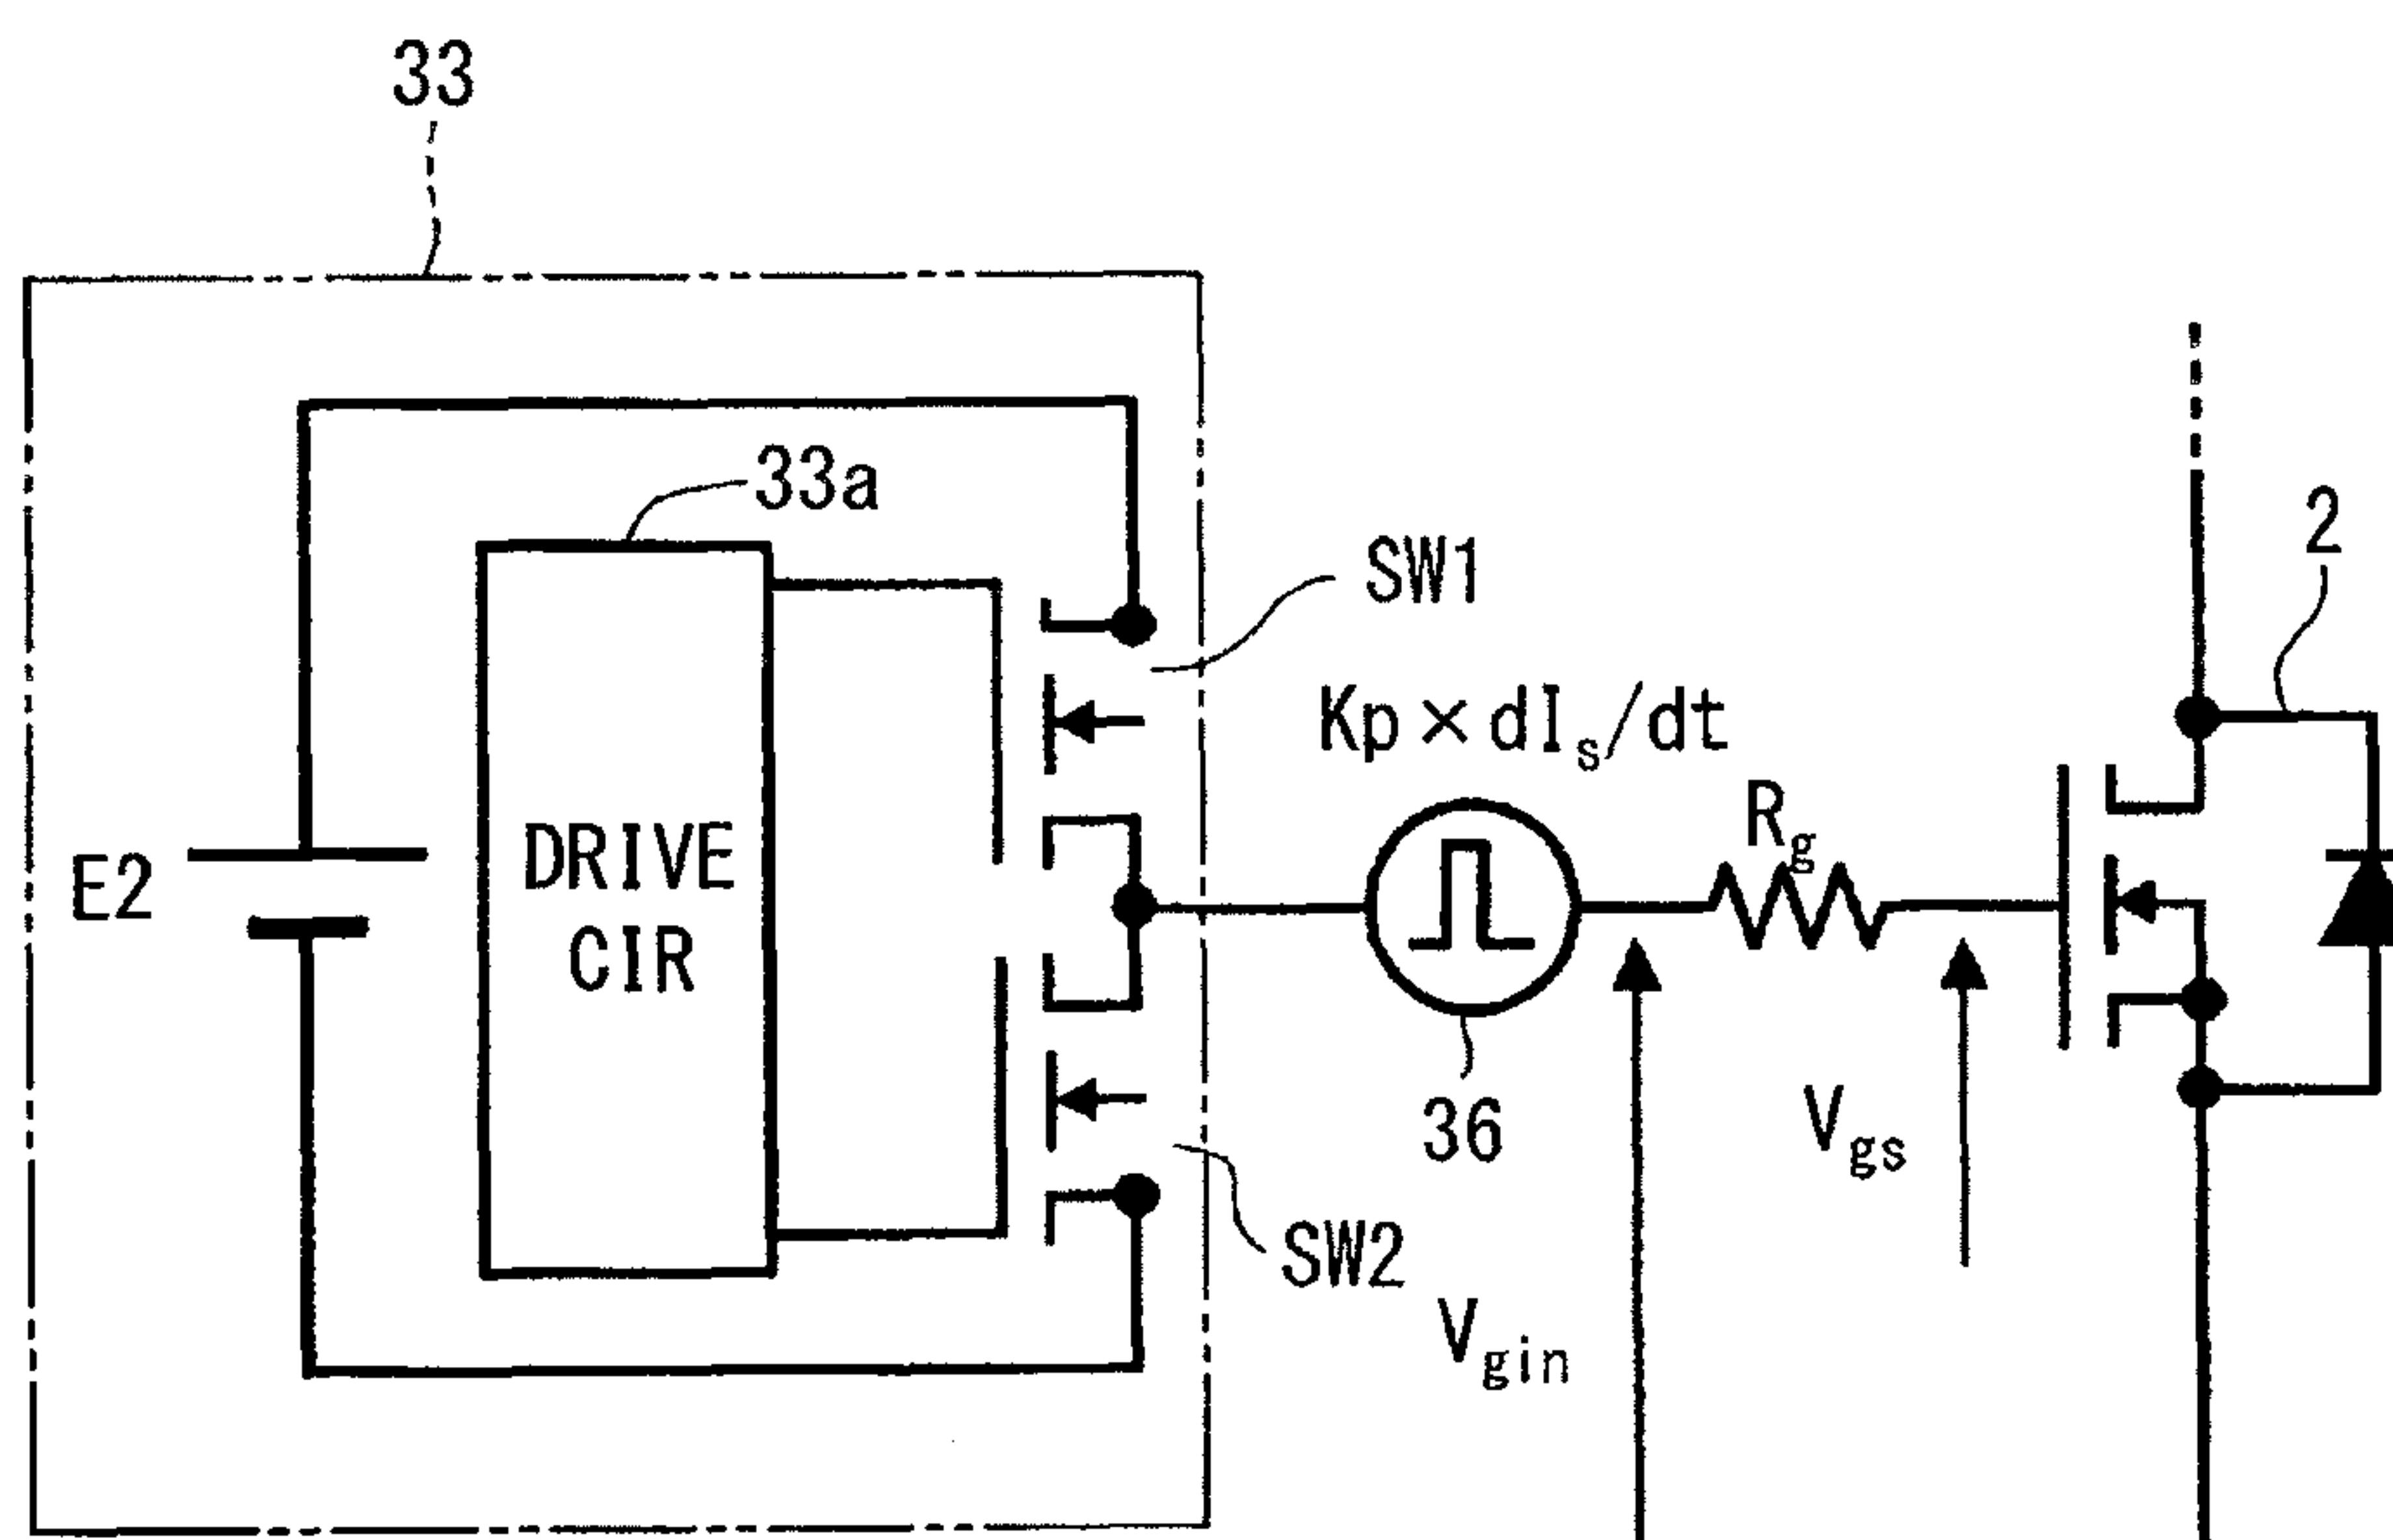 33
33a
SW1
2
Kp×dIs/dt
Rg
E2
DRIVE
CIR
36
Vgs
SW2
Vgin